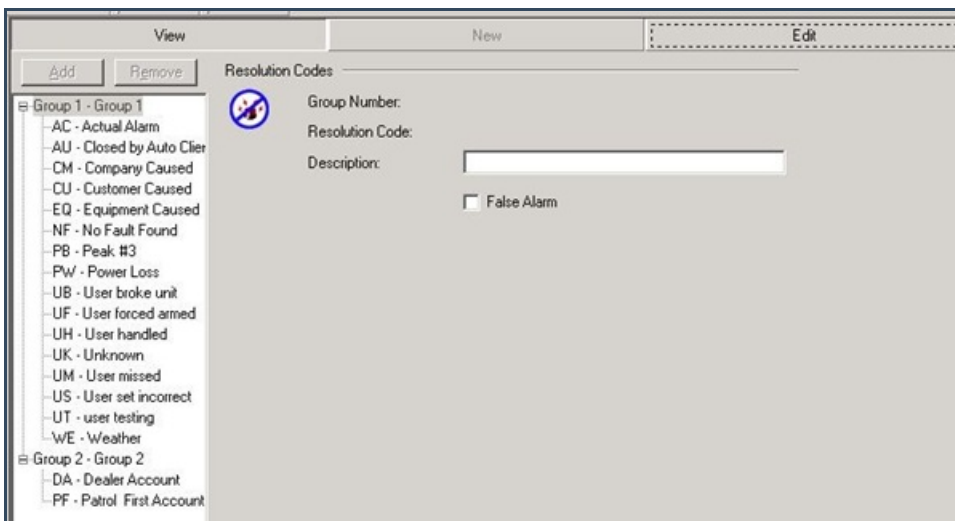 View New Edit
Add Remove
Resolution Codes
Group Number:
Resolution Code:
Description:
False Alarm
Group 1 - Group 1
AC - Actual Alarm
AU - Closed by Auto Clier
CM - Company Caused
CU - Customer Caused
EQ - Equipment Caused
NF - No Fault Found
PB - Peak #3
PW - Power Loss
UB - User broke unit
UF - User forced armed
UH - User handled
UK - Unknown
UM - User missed
US - User set incorrect
UT - user testing
WE - Weather
Group 2 - Group 2
DA - Dealer Account
PF - Patrol First Account